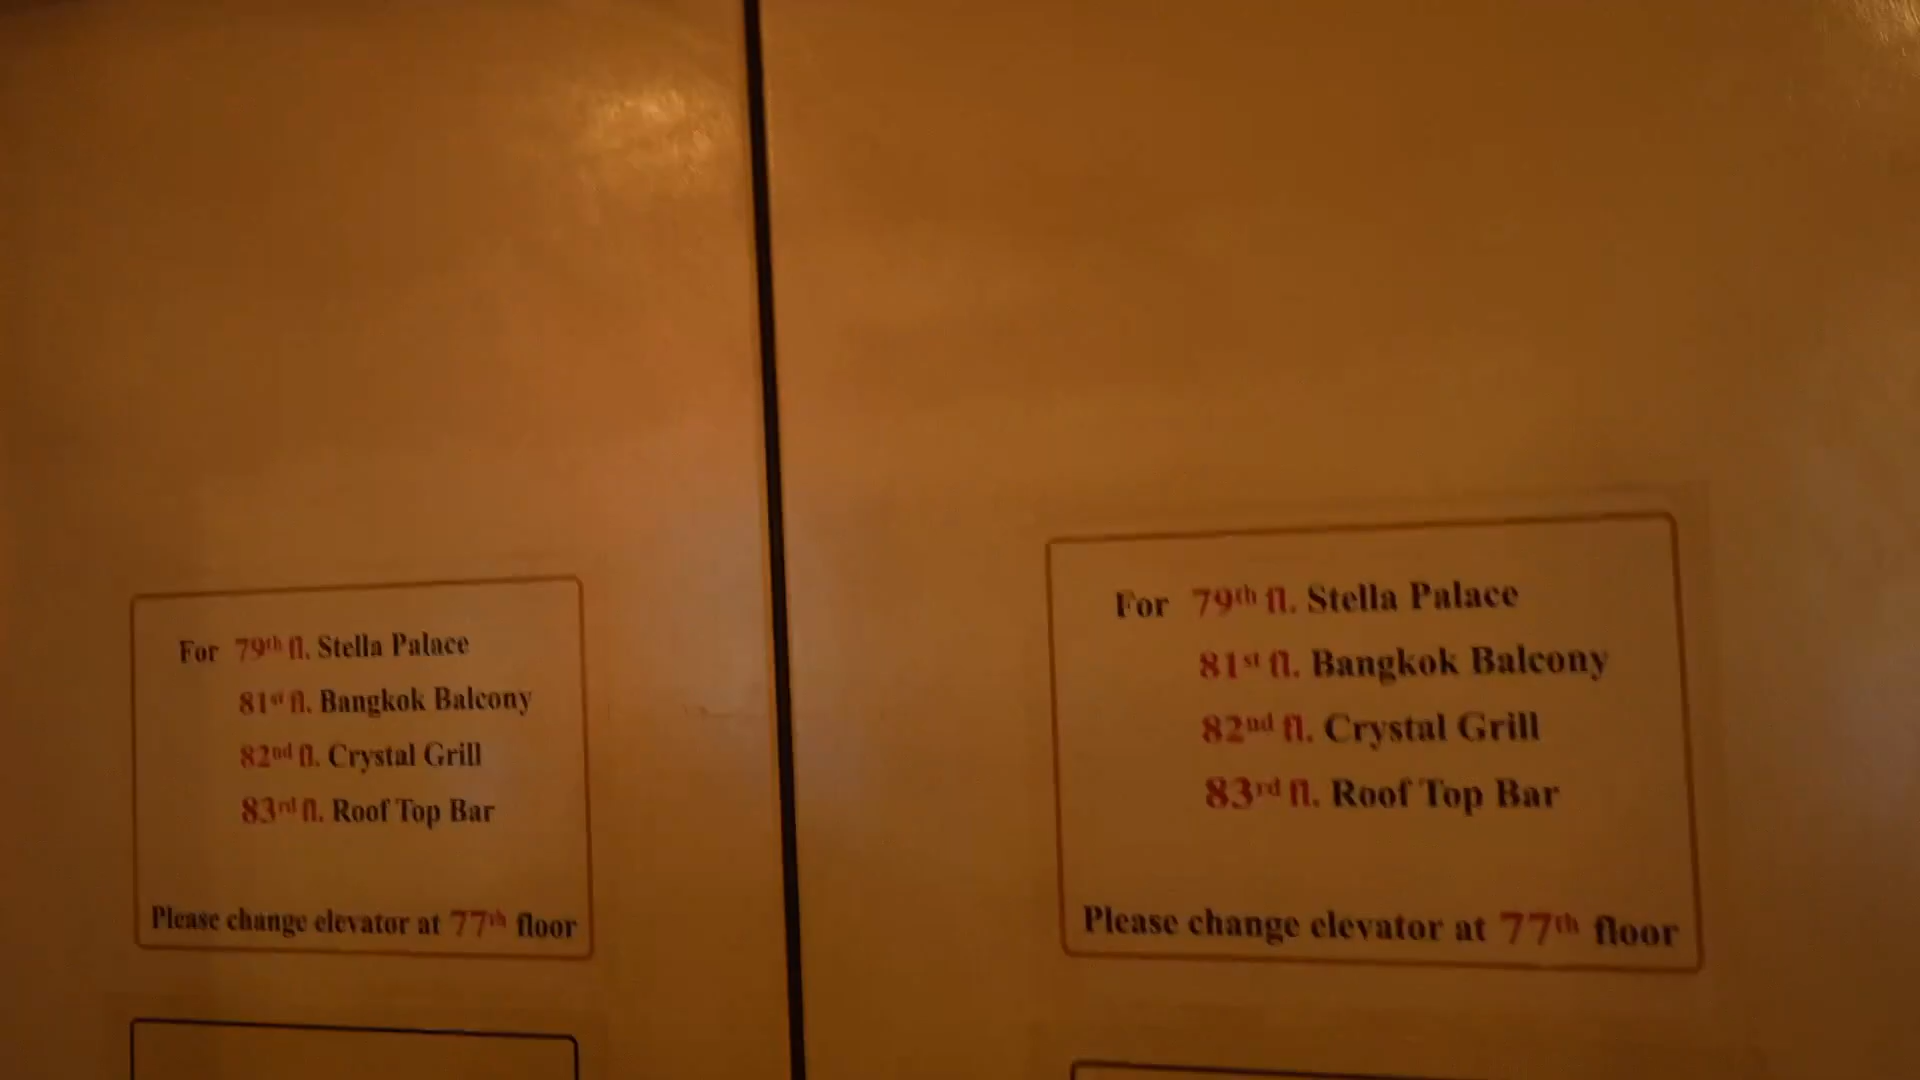 For 79th fl. Stella Palace
81st fl. Bangkok Balcony
82nd fl. Crystal Grill
83rd fl. Roof Top Bar
Please change elevator at 77th floor
For 79th fl. Stella Palace
81st fl. Bangkok Balcony
82nd fl. Crystal Grill
83rd fl. Roof Top Bar
Please change elevator at 77th floor